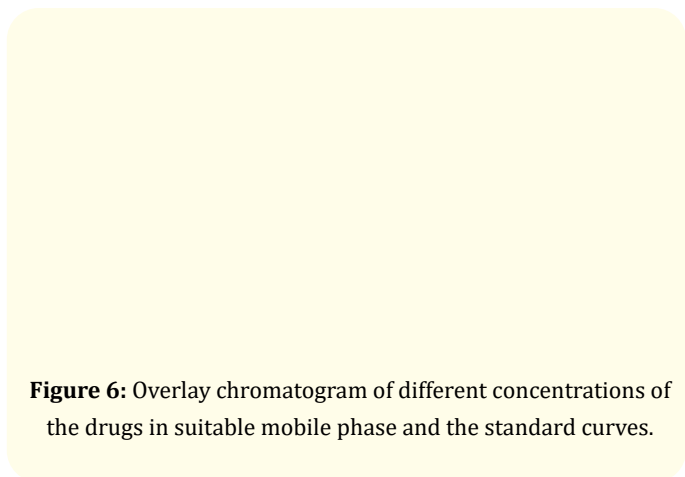 Figure 6: Overlay chromatogram of different concentrations of
the drugs in suitable mobile phase and the standard curves.